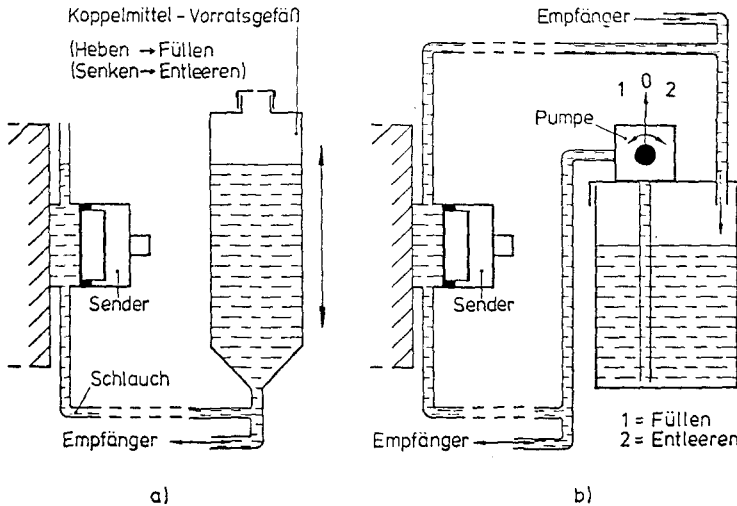 Koppelmittel - Vorratsgefäß
(Heben → Füllen
(Senken → Entleeren)
Sender
Schlauch
Empfänger
a)
Empfänger
1 0 2
Pumpe
Sender
Empfänger
1 = Füllen
2 = Entleeren
b)